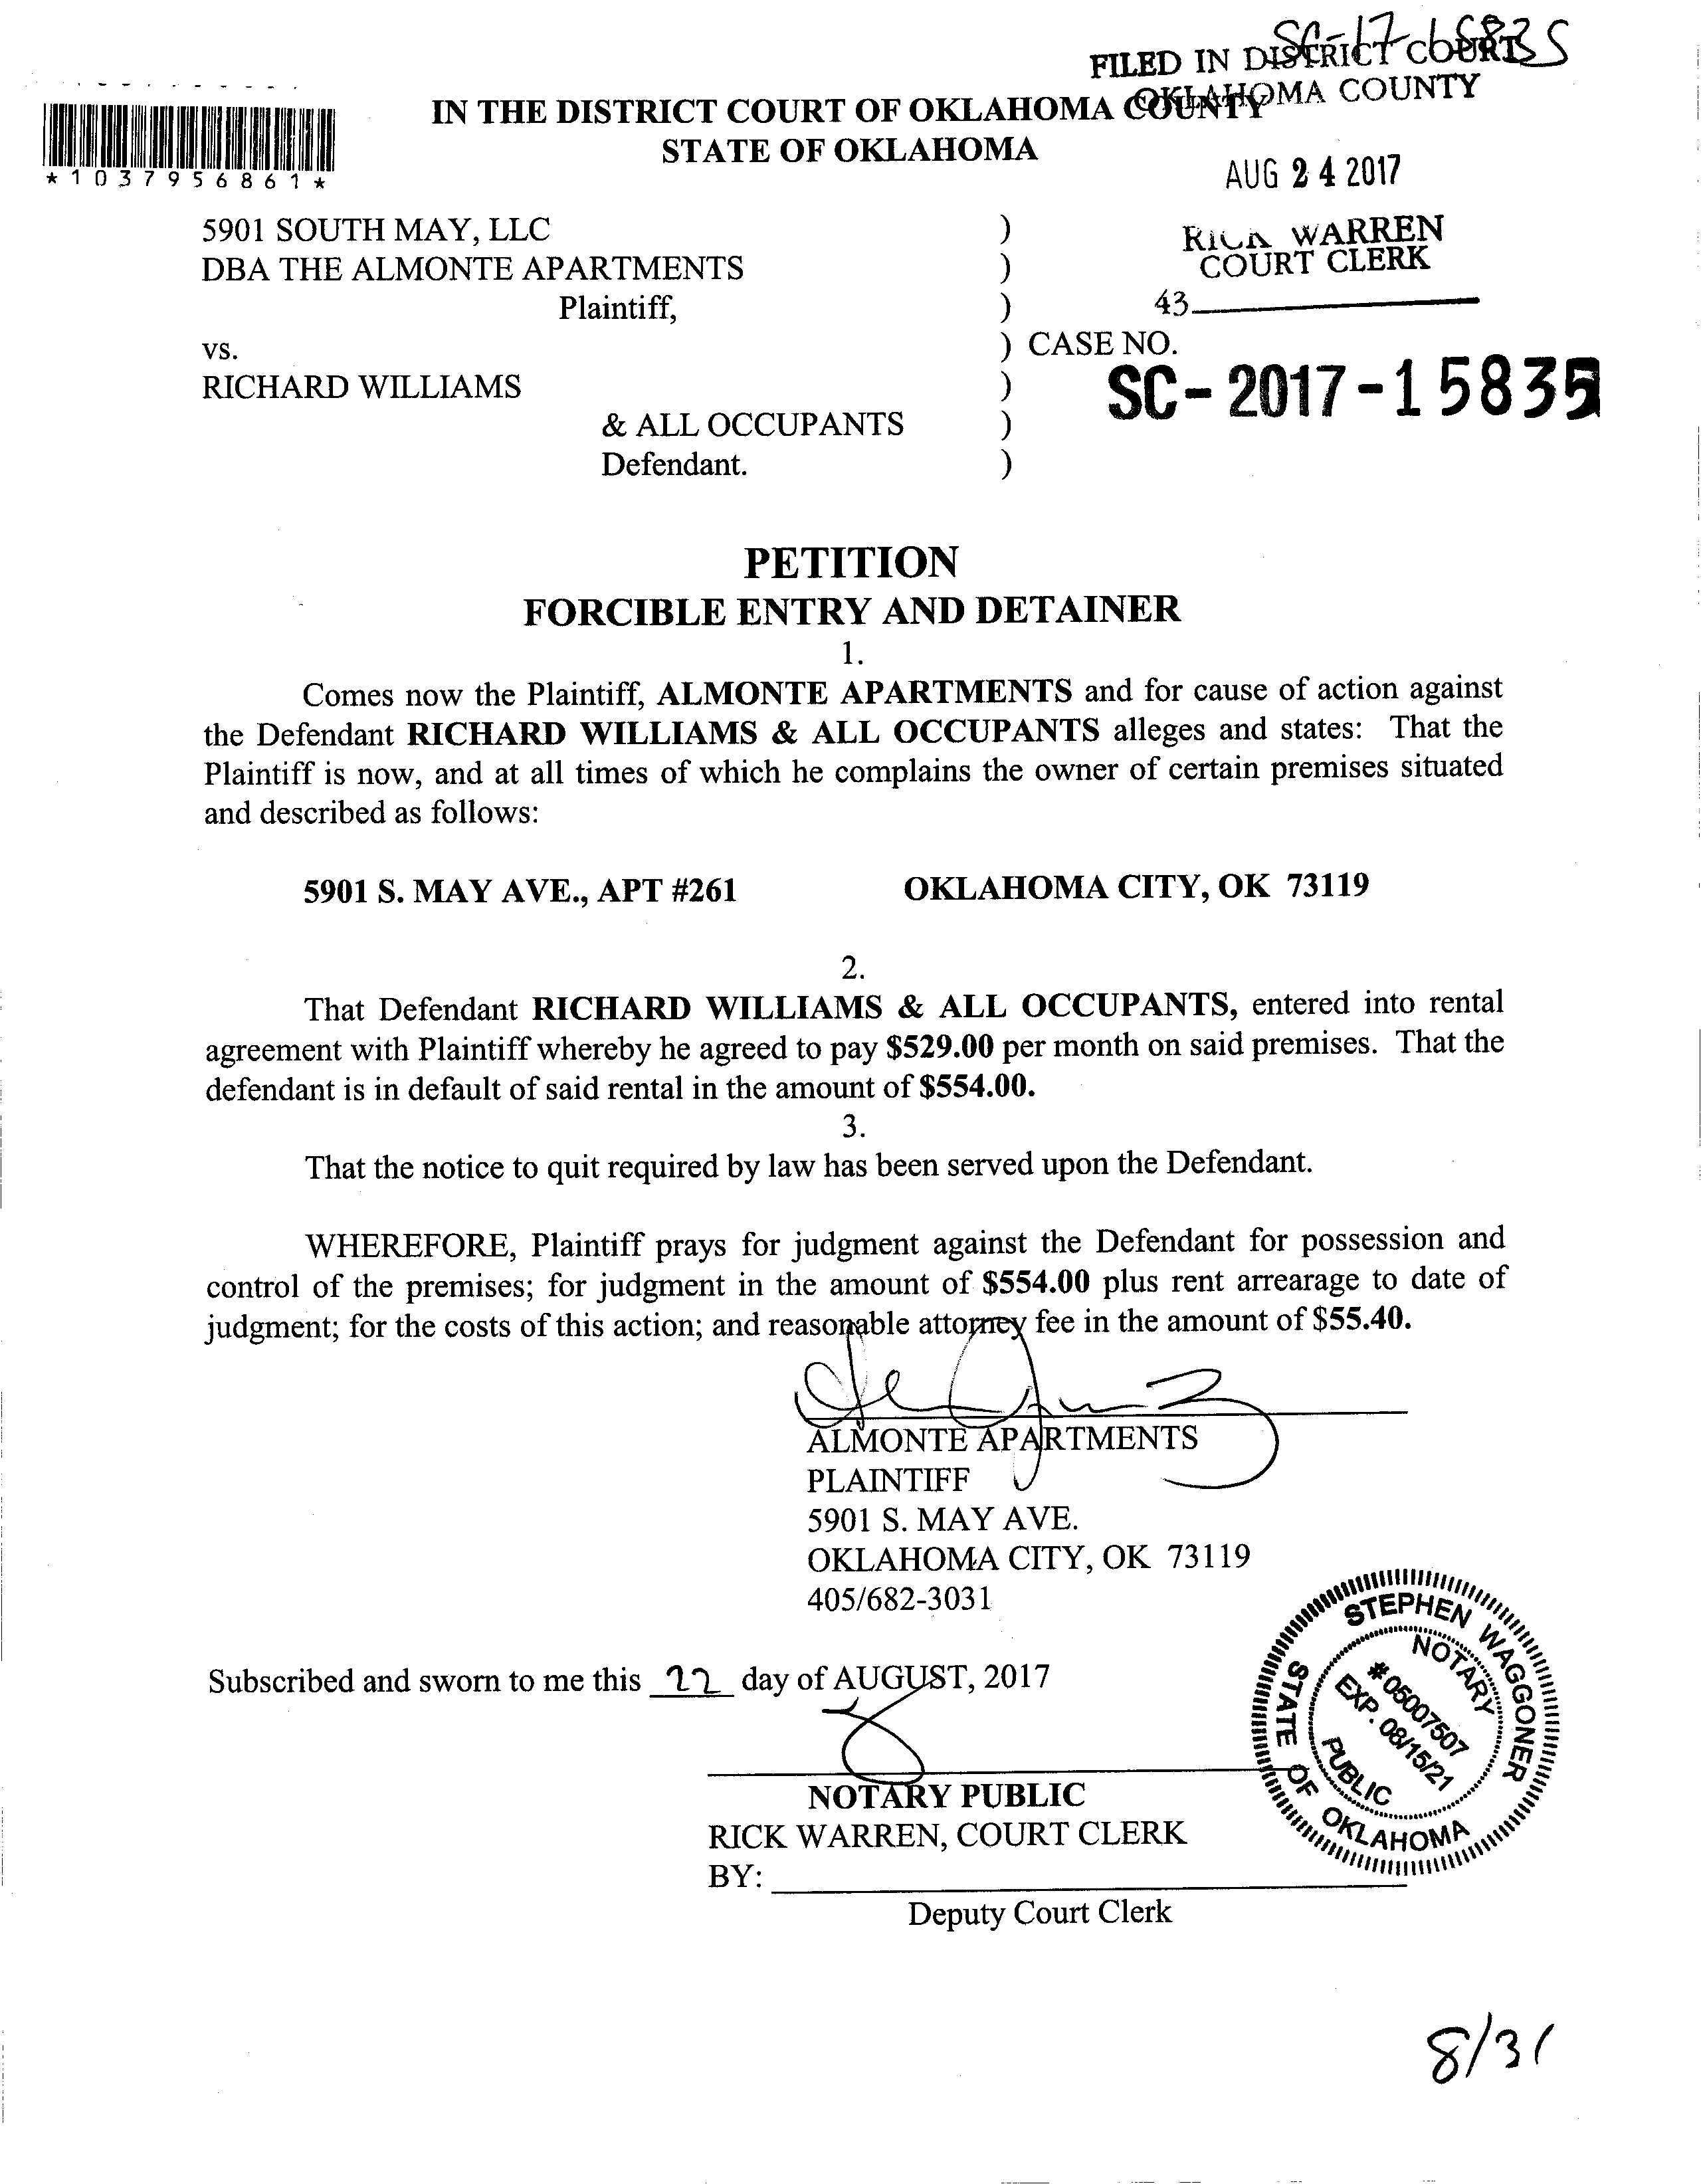 SC-17-15835
FILED IN DISTRICT COURT
OKLAHOMA COUNTY
IN THE DISTRICT COURT OF OKLAHOMA COUNTY
STATE OF OKLAHOMA
*1037956861*
AUG 24 2017
5901 SOUTH MAY, LLC )
DBA THE ALMONTE APARTMENTS )
Plaintiff, )
RICK WARREN
COURT CLERK
43
vs. ) CASE NO.
RICHARD WILLIAMS ) SC-2017-15835
& ALL OCCUPANTS )
Defendant. )
PETITION
FORCIBLE ENTRY AND DETAINER
1.
Comes now the Plaintiff, ALMONTE APARTMENTS and for cause of action against
the Defendant RICHARD WILLIAMS & ALL OCCUPANTS alleges and states: That the
Plaintiff is now, and at all times of which he complains the owner of certain premises situated
and described as follows:
5901 S. MAY AVE., APT #261 OKLAHOMA CITY, OK 73119
2.
That Defendant RICHARD WILLIAMS & ALL OCCUPANTS, entered into rental
agreement with Plaintiff whereby he agreed to pay $529.00 per month on said premises. That the
defendant is in default of said rental in the amount of $554.00.
3.
That the notice to quit required by law has been served upon the Defendant.
WHEREFORE, Plaintiff prays for judgment against the Defendant for possession and
control of the premises; for judgment in the amount of $554.00 plus rent arrearage to date of
judgment; for the costs of this action; and reasonable attorney fee in the amount of $55.40.
ALMONTE APARTMENTS
PLAINTIFF
5901 S. MAY AVE.
OKLAHOMA CITY, OK 73119
405/682-3031
Subscribed and sworn to me this 22 day of AUGUST, 2017
STEPHEN WAGGONER
NOTARY
#05007507
EXP. 08/15/21
PUBLIC
STATE OF OKLAHOMA
NOTARY PUBLIC
RICK WARREN, COURT CLERK
BY:
Deputy Court Clerk
8/31